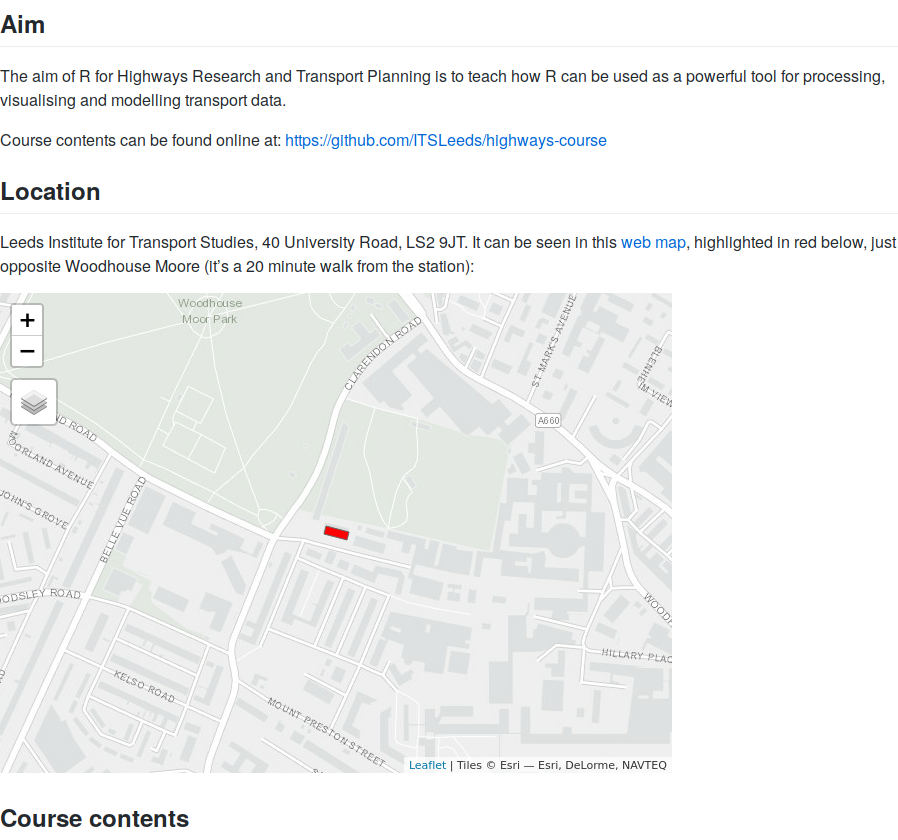 Aim
The aim of R for Highways Research and Transport Planning is to teach how R can be used as a powerful tool for processing,
visualising and modelling transport data.
Course contents can be found online at: https://github.com/ITSLeeds/highways-course
Location
Leeds Institute for Transport Studies, 40 University Road, LS2 9JT. It can be seen in this web map, highlighted in red below, just
opposite Woodhouse Moore (it’s a 20 minute walk from the station):
Woodhouse
Moor Park
+
−
CLARENDON ROAD
ST MARK'S AVENUE
BLENHE
IM VIEW
A660
ND ROAD
ORLAND AVENUE
JOHN'S GROVE
BELLE VUE ROAD
ODSLEY ROAD
WOODH
HILLARY PLAC
KELSO ROAD
MOUNT PRESTON STREET
Leaflet | Tiles © Esri — Esri, DeLorme, NAVTEQ
Course contents